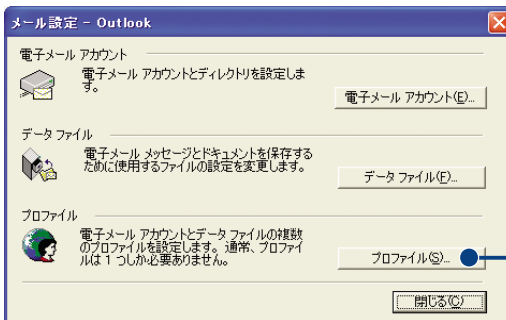 メール設定 - Outlook
電子メール アカウント
電子メール アカウントとディレクトリを設定しま
す。
電子メール アカウント(E)...
データ ファイル
電子メール メッセージとドキュメントを保存する
ために使用するファイルの設定を変更します。
データ ファイル(F)...
プロファイル
電子メール アカウントとデータ ファイルの複数
のプロファイルを設定します。通常、プロファイ
ルは 1 つしか必要ありません。
プロファイル(S)...
閉じる(C)